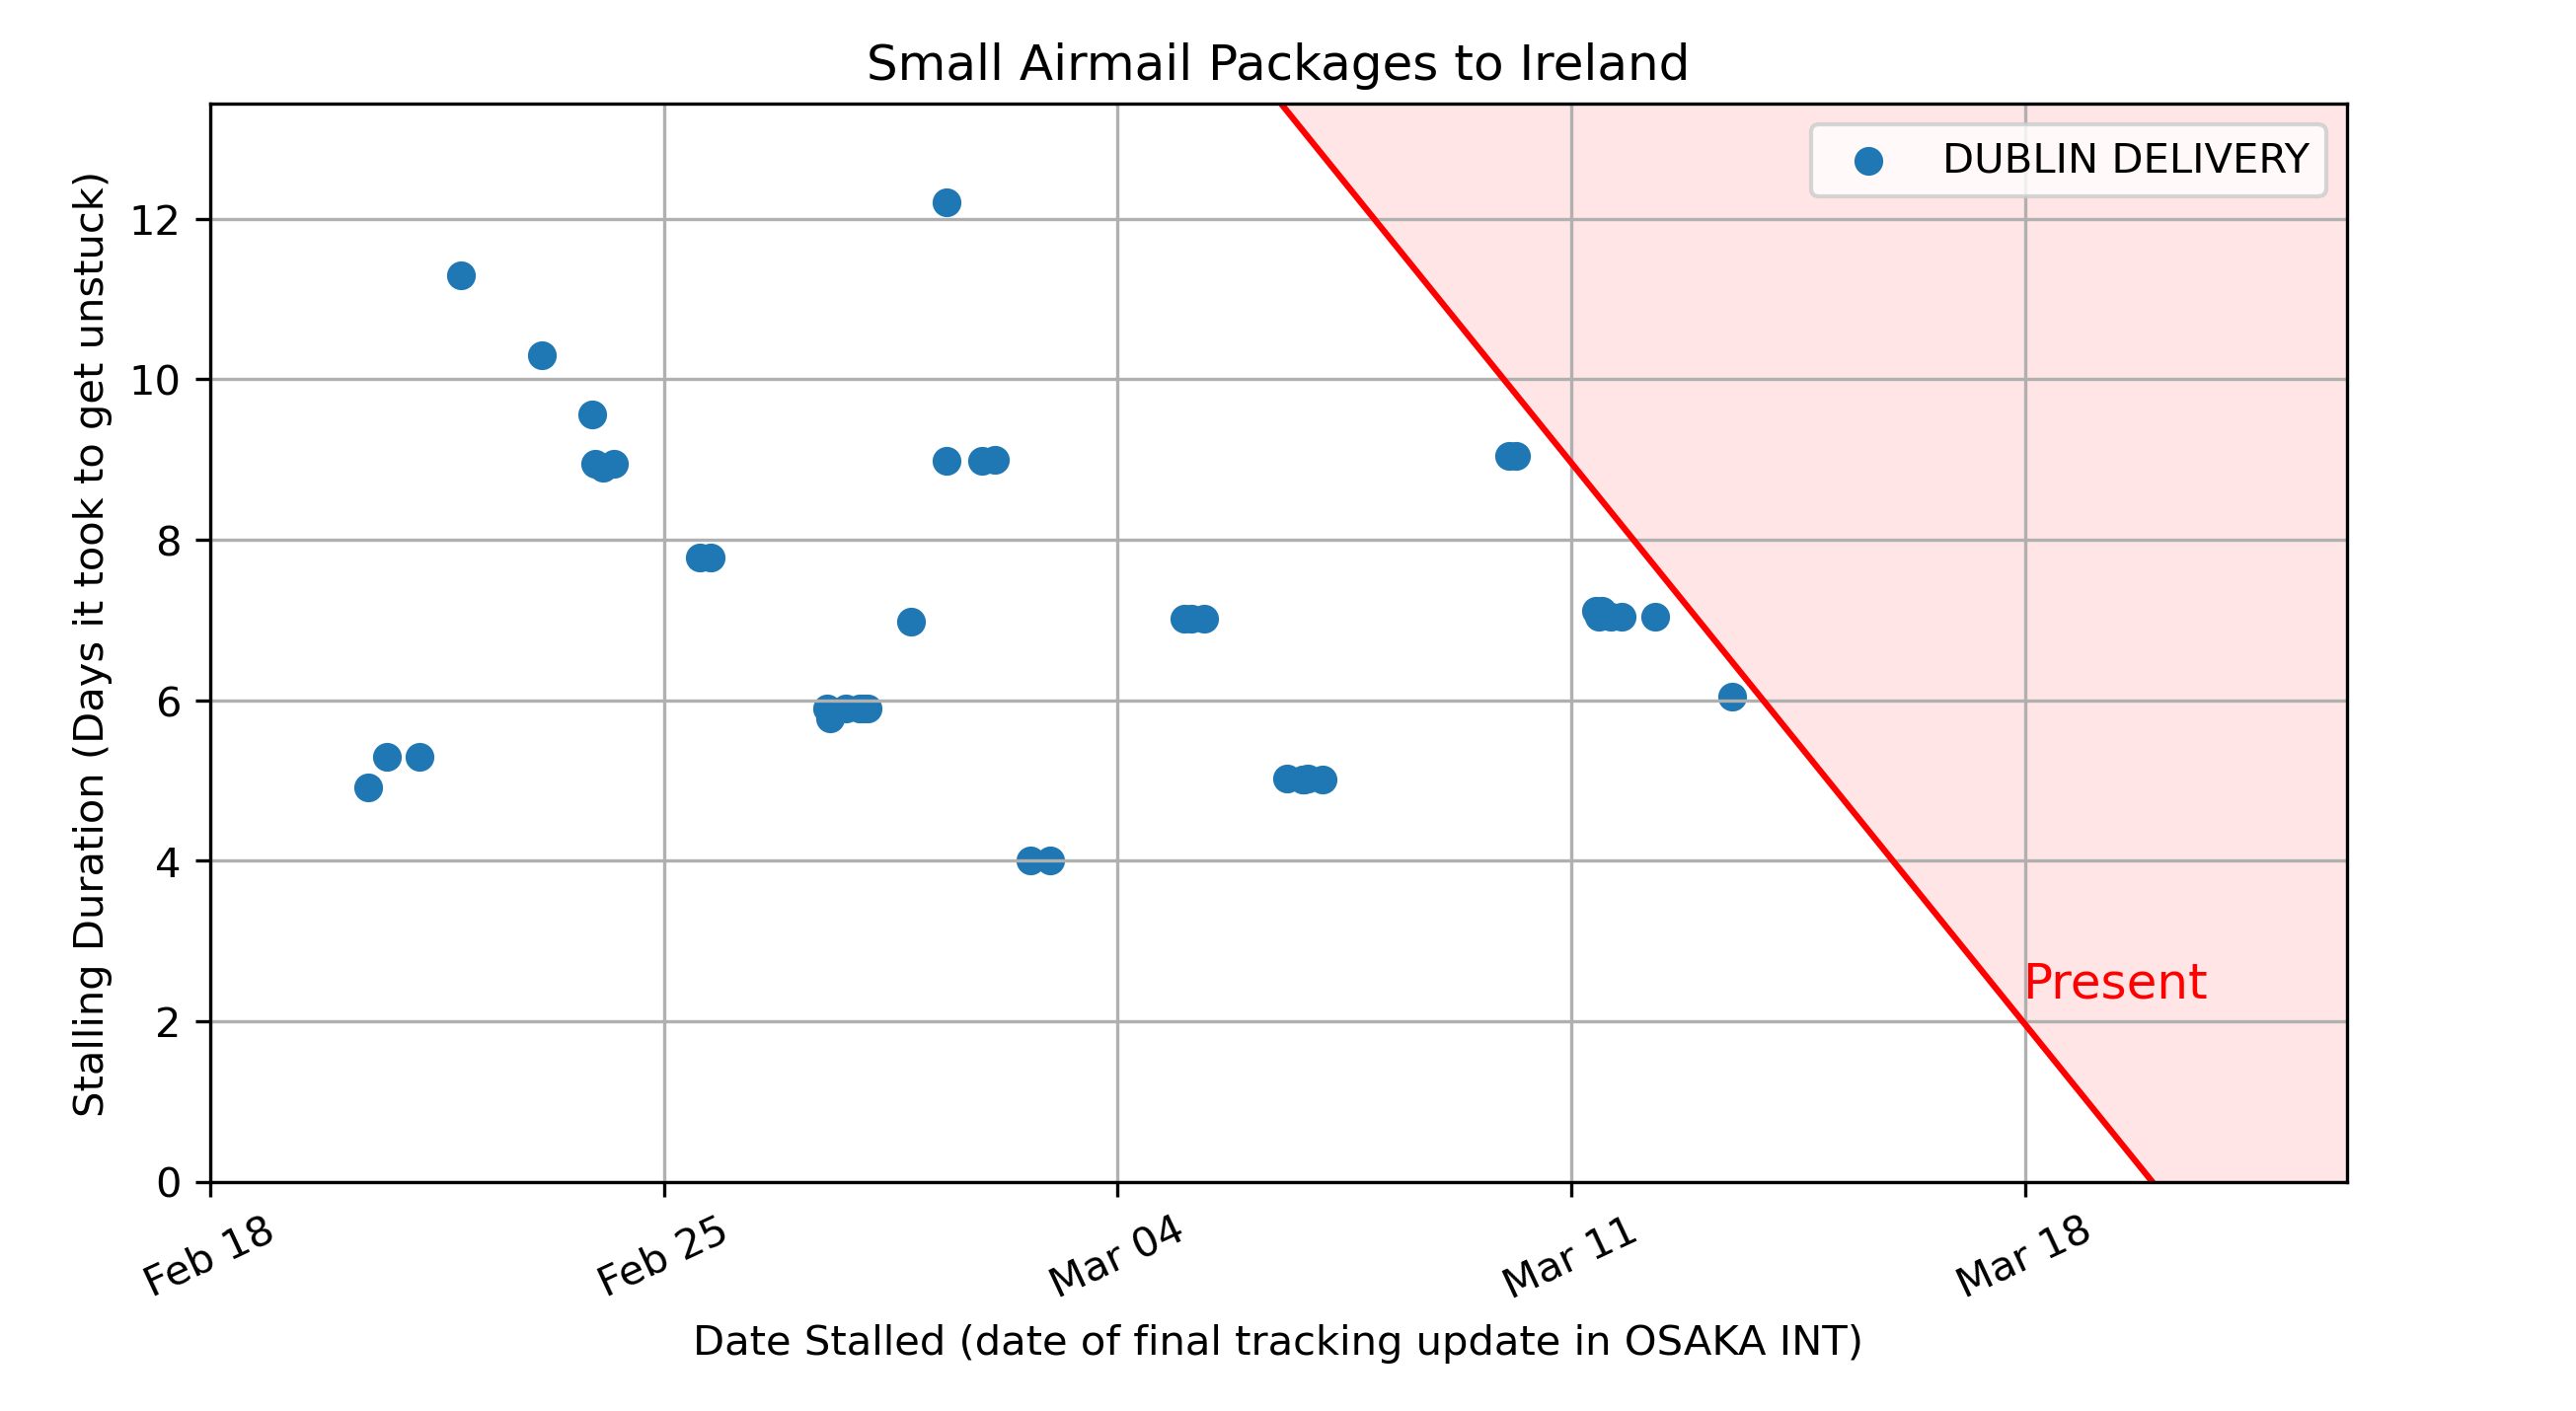 Small Airmail Packages to Ireland
DUBLIN DELIVERY
Stalling Duration (Days it took to get unstuck)
12
10
8
6
4
2
0
Present
Feb 18
Feb 25
Mar 04
Mar 11
Mar 18
Date Stalled (date of final tracking update in OSAKA INT)